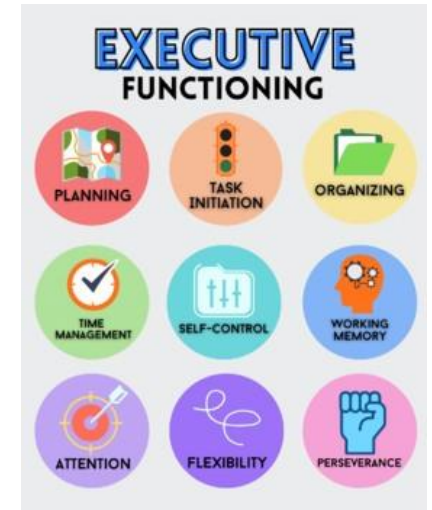 EXECUTIVE
FUNCTIONING
PLANNING
TASK
INITIATION
ORGANIZING
TIME
MANAGEMENT
SELF-CONTROL
WORKING
MEMORY
ATTENTION
FLEXIBILITY
PERSEVERANCE